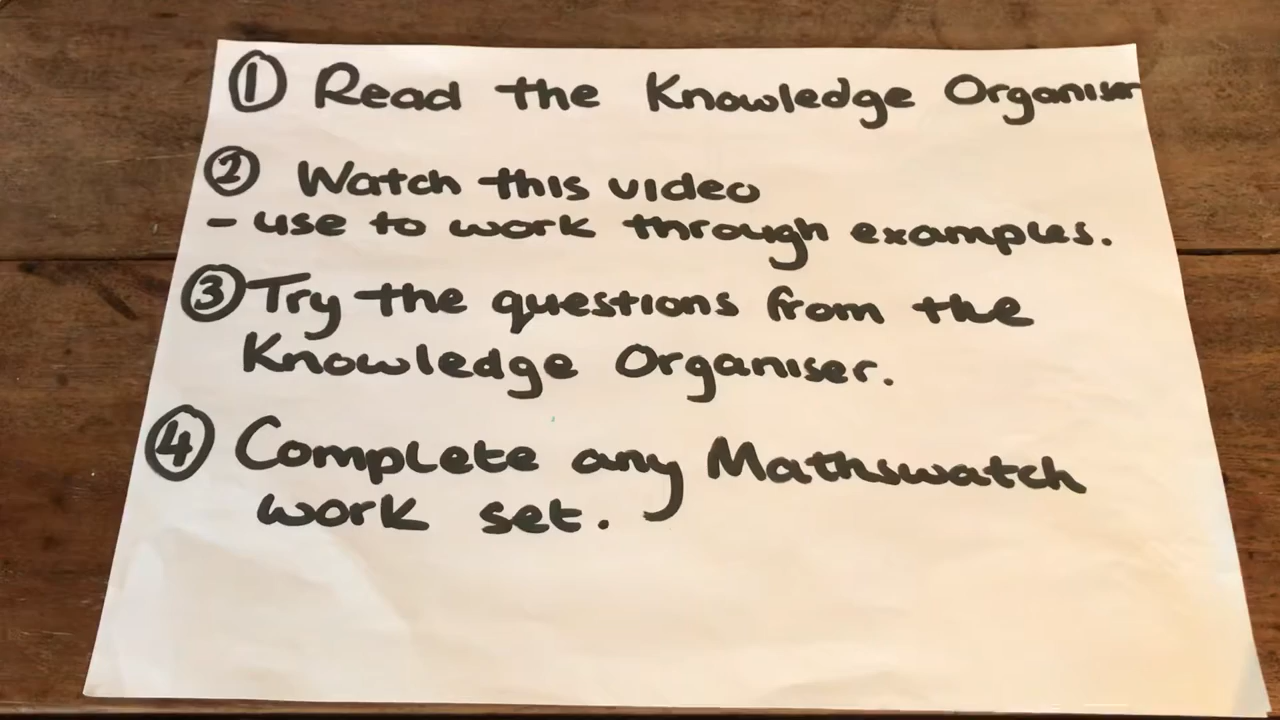 ① Read the Knowledge Organiser
② Watch this video
- use to work through examples.
③ Try the questions from the
Knowledge Organiser.
④ Complete any Mathswatch
work set.